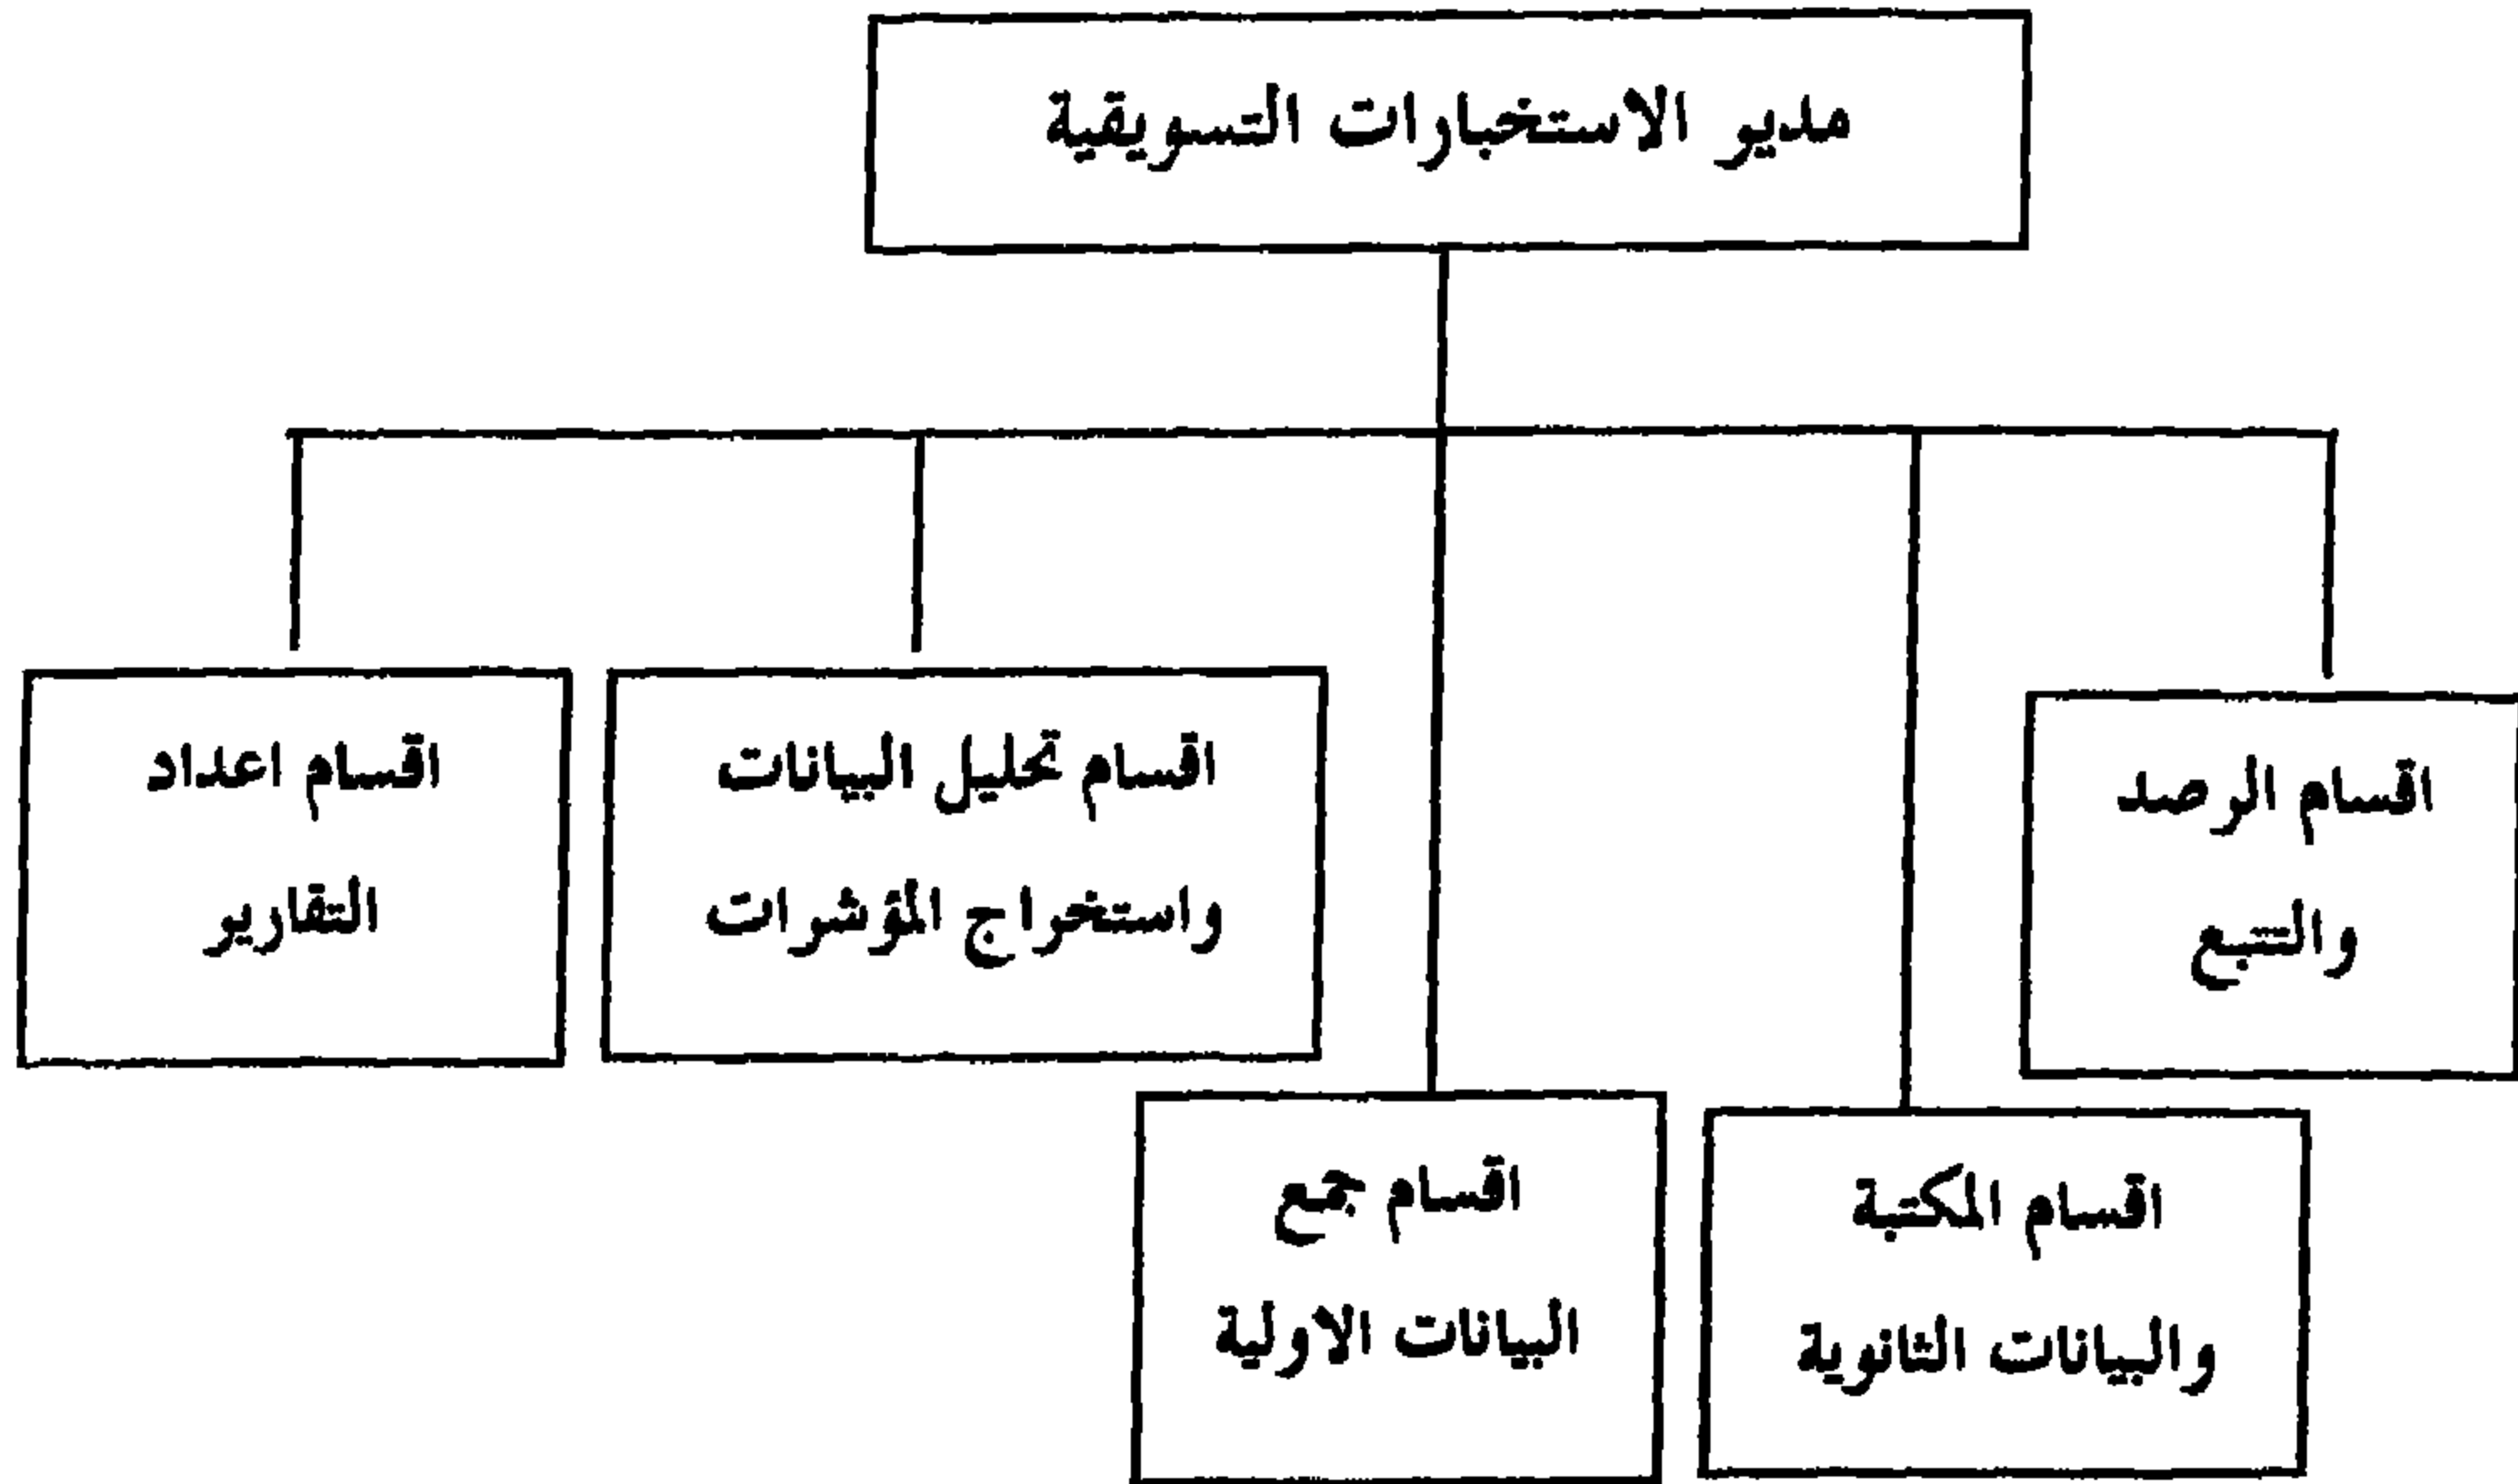 مدير الاستخبارات التسويقية
اقسام الرصد
والتتبع
اقسام المكتبة
والبيانات الثانوية
اقسام جمع
البيانات الاولية
اقسام تحليل البيانات
واستخراج المؤشرات
اقسام اعداد
التقارير